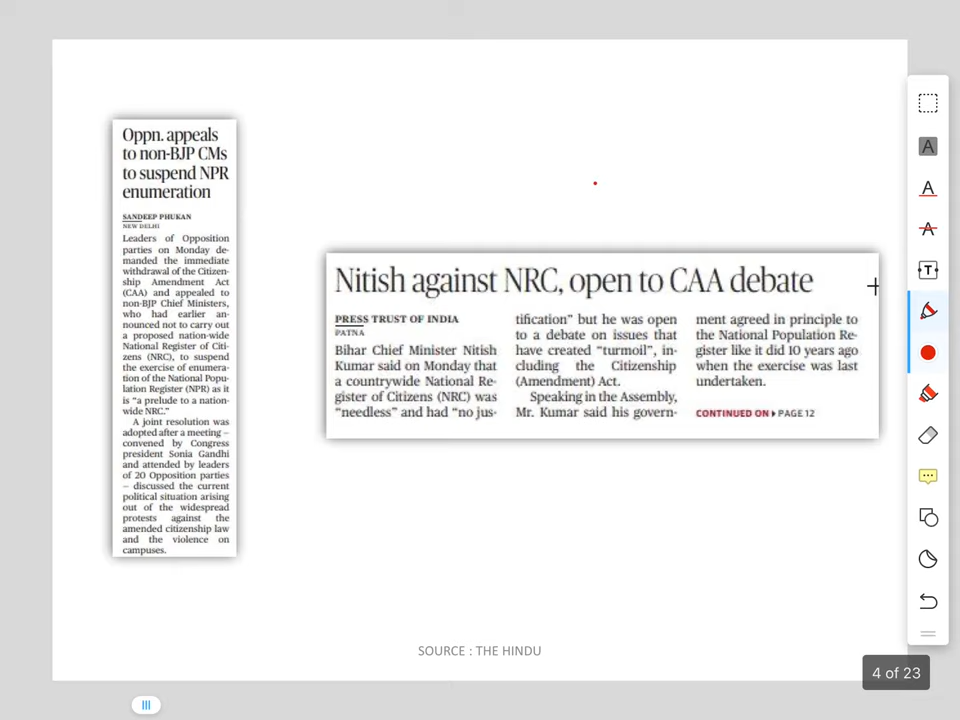 Oppn. appeals
to non-BJP CMs
to suspend NPR
enumeration
SANDEEP PHUKAN
NEW DELHI
Leaders of Opposition
parties on Monday de-
manded the immediate
withdrawal of the Citizen-
ship Amendment Act
(CAA) and appealed to
non-BJP Chief Ministers,
who had earlier an-
nounced not to carry out
a proposed nation-wide
National Register of Citi-
zens (NRC), to suspend
the exercise of enumera-
tion of the National Popu-
lation Register (NPR) as it
is “a prelude to a nation-
wide NRC.”
A joint resolution was
adopted after a meeting –
convened by Congress
president Sonia Gandhi
and attended by leaders
of 20 Opposition parties
– discussed the current
political situation arising
out of the widespread
protests against the
amended citizenship law
and the violence on
campuses.
Nitish against NRC, open to CAA debate
PRESS TRUST OF INDIA
PATNA
Bihar Chief Minister Nitish
Kumar said on Monday that
a countrywide National Re-
gister of Citizens (NRC) was
“needless” and had “no jus-
tification” but he was open
to a debate on issues that
have created “turmoil”, in-
cluding the Citizenship
(Amendment) Act.
Speaking in the Assembly,
Mr. Kumar said his govern-
ment agreed in principle to
the National Population Re-
gister like it did 10 years ago
when the exercise was last
undertaken.
CONTINUED ON PAGE 12
SOURCE : THE HINDU
4 of 23
A
A
A
T